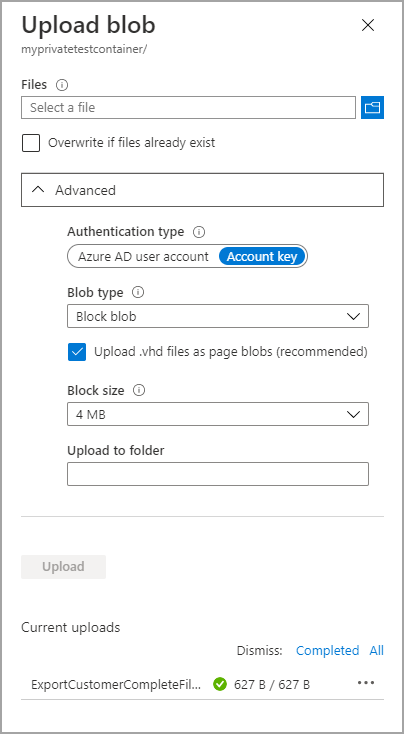 Upload blob
myprivatetestcontainer/
Files
Select a file
Overwrite if files already exist
Advanced
Authentication type
Azure AD user account Account key
Blob type
Block blob
Upload .vhd files as page blobs (recommended)
Block size
4 MB
Upload to folder
Upload
Current uploads
Dismiss: Completed All
ExportCustomerCompleteFil... 627 B / 627 B